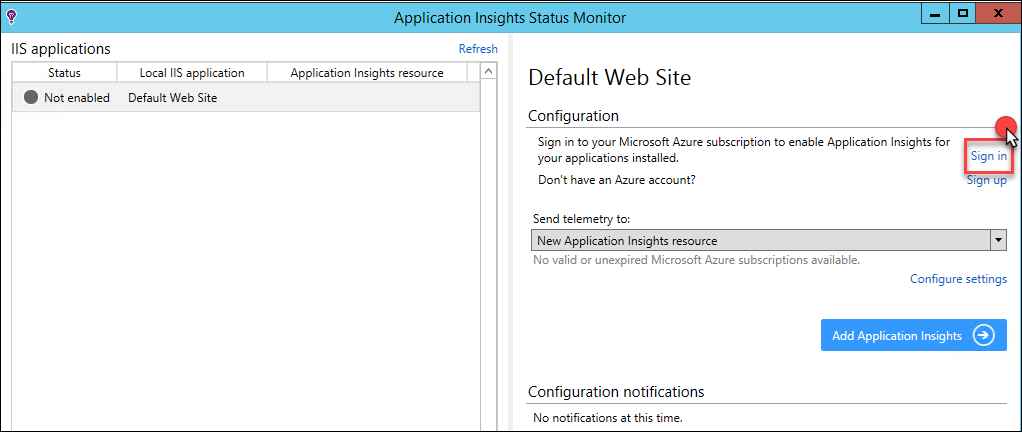 Application Insights Status Monitor
IIS applications
Refresh
Status Local IIS application Application Insights resource
Not enabled Default Web Site
Default Web Site
Configuration
Sign in to your Microsoft Azure subscription to enable Application Insights for
your applications installed.
Sign in
Don't have an Azure account?
Sign up
Send telemetry to:
New Application Insights resource
No valid or unexpired Microsoft Azure subscriptions available.
Configure settings
Add Application Insights
Configuration notifications
No notifications at this time.